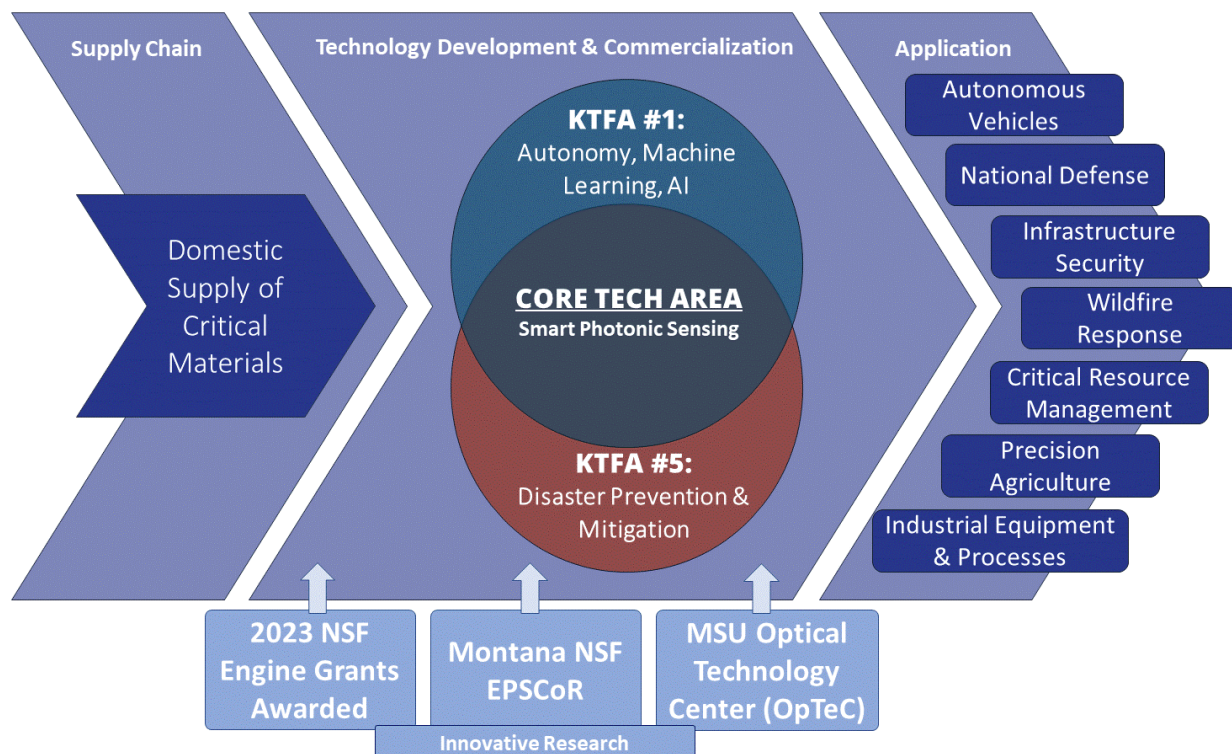 Supply Chain
Technology Development & Commercialization
Application
Domestic
Supply of
Critical
Materials
KTFA #1:
Autonomy, Machine
Learning, AI
CORE TECH AREA
Smart Photonic Sensing
KTFA #5:
Disaster Prevention &
Mitigation
Autonomous
Vehicles
National Defense
Infrastructure
Security
Wildfire
Response
Critical Resource
Management
Precision
Agriculture
Industrial Equipment
& Processes
2023 NSF
Engine Grants
Awarded
Montana NSF
EPSCoR
MSU Optical
Technology
Center (OpTeC)
Innovative Research